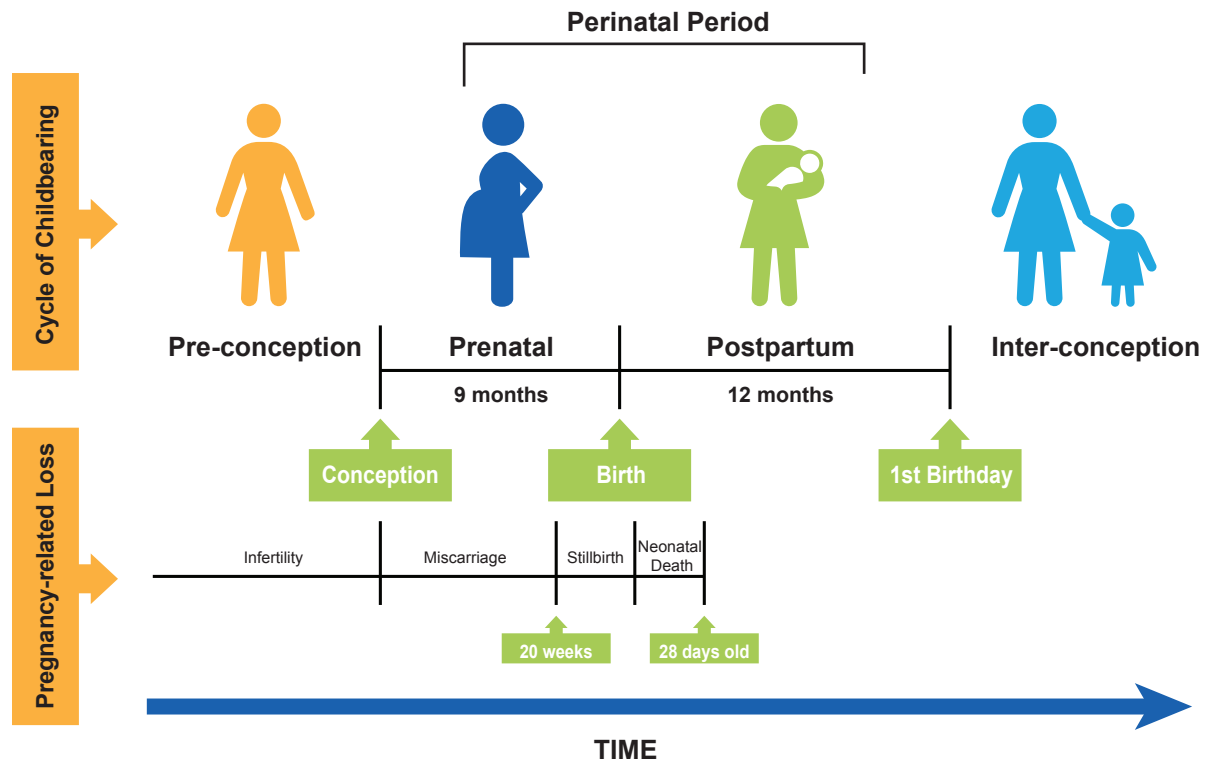 Perinatal Period
Cycle of Childbearing
Pre-conception
Prenatal
Postpartum
Inter-conception
9 months
12 months
Conception
Birth
1st Birthday
Pregnancy-related Loss
Infertility
Miscarriage
Stillbirth
Neonatal
Death
20 weeks
28 days old
TIME